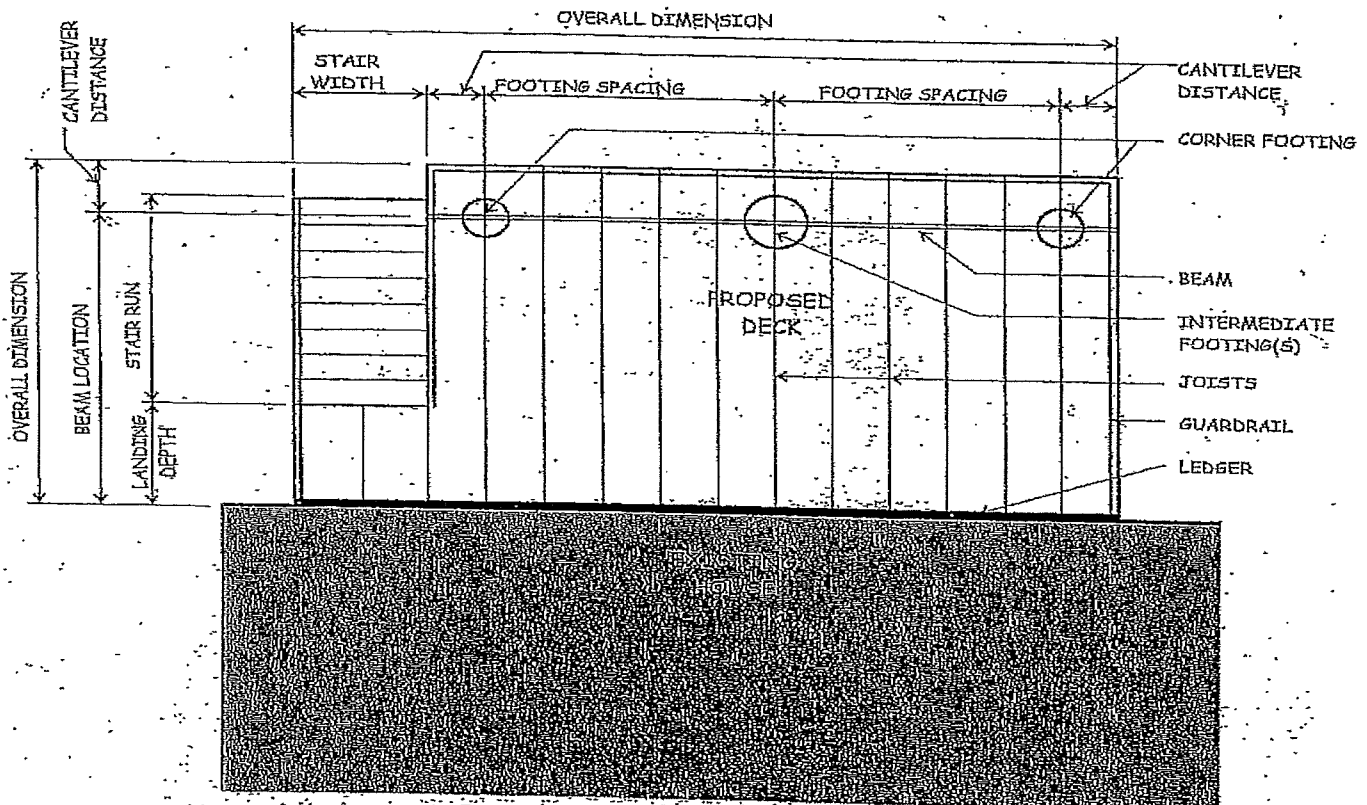 OVERALL DIMENSION
CANTILEVER
DISTANCE
STAIR
WIDTH
FOOTING SPACING
FOOTING SPACING
CANTILEVER
DISTANCE
CORNER FOOTING
OVERALL DIMENSION
BEAM LOCATION
STAIR RUN
LANDING
DEPTH
PROPOSED
DECK
BEAM
INTERMEDIATE
FOOTING(S)
JOISTS
GUARDRAIL
LEDGER
EXISTING